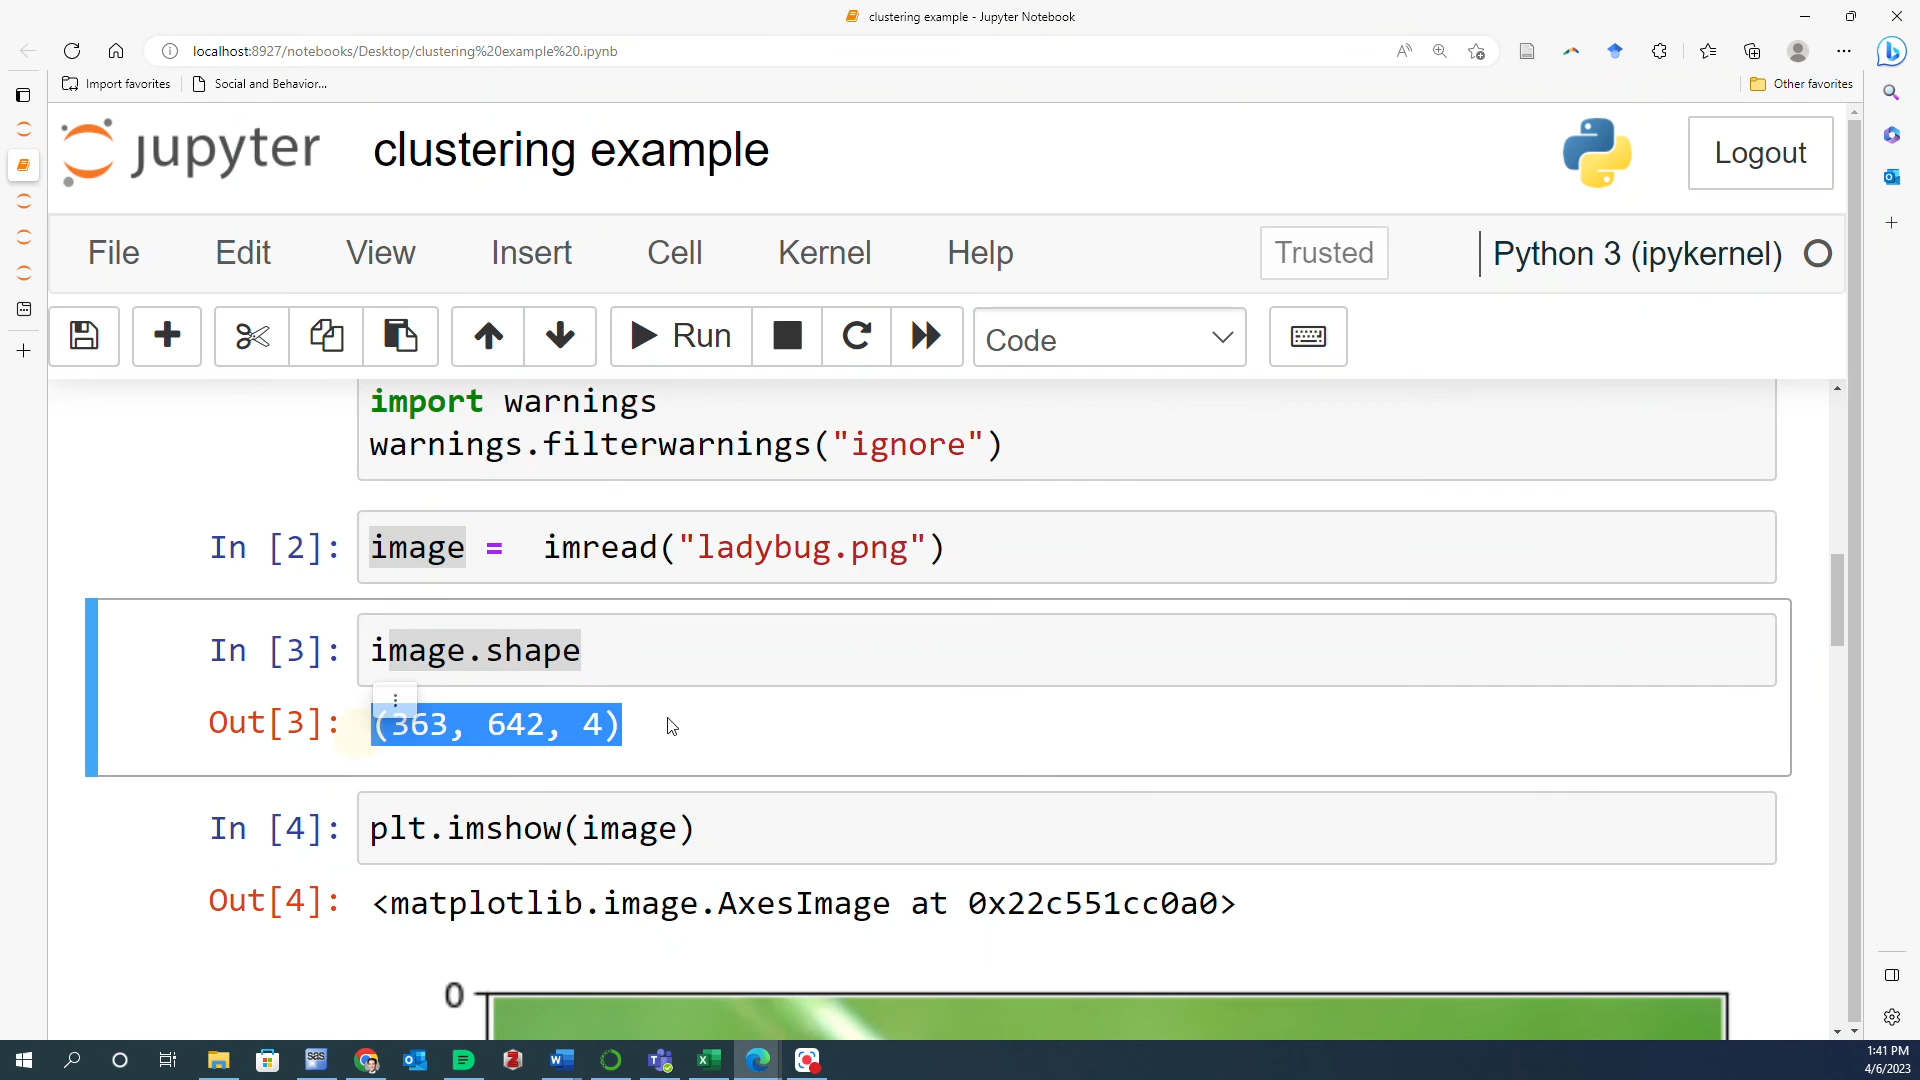 clustering example - Jupyter Notebook
localhost:8927/notebooks/Desktop/clustering%20example%20.ipynb
Import favorites
Social and Behavior...
Other favorites
jupyter
clustering example
Logout
File Edit View Insert Cell Kernel Help
Trusted
Python 3 (ipykernel)
Run
Code
import warnings
warnings.filterwarnings("ignore")
In [2]: image = imread("ladybug.png")
In [3]: image.shape
Out[3]: (363, 642, 4)
In [4]: plt.imshow(image)
Out[4]: <matplotlib.image.AxesImage at 0x22c551cc0a0>
0
1:41 PM
4/6/2023